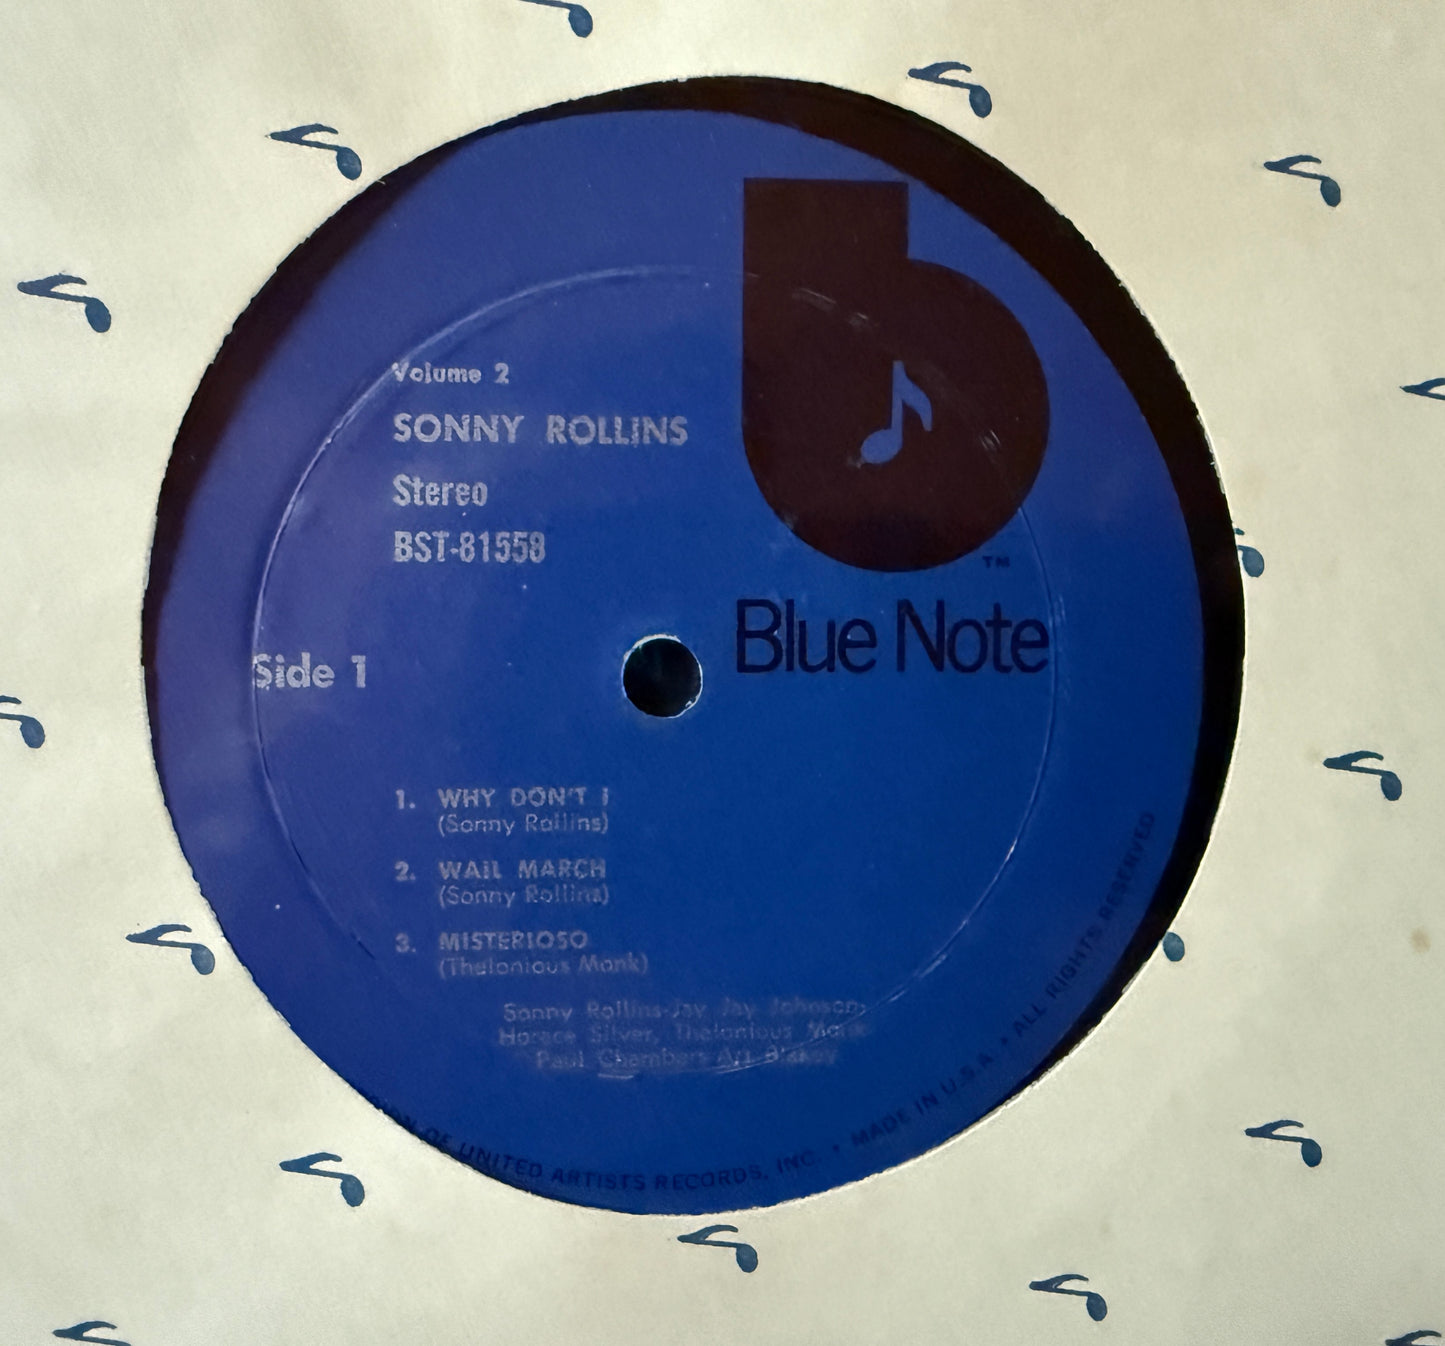 Volume 2
SONNY ROLLINS
Stereo
BST-81558
TM
Blue Note
Side 1
1. WHY DON'T I
(Sonny Rollins)
2. WAIL MARCH
(Sonny Rollins)
3. MISTERIOSO
(Thelonious Monk)
Sonny Rollins-Jay Jay Johnson,
Horace Silver, Thelonious Monk
Paul Chambers Art Blakey
OF UNITED ARTISTS RECORDS, INC. • MADE IN U.S.A. • ALL RIGHTS RESERVED